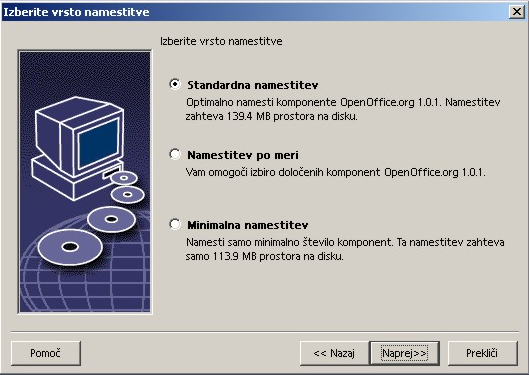 Izberite vrsto namestitve
Izberite vrsto namestitve
Standardna namestitev
Optimalno namesti komponente OpenOffice.org 1.0.1. Namestitev
zahteva 139.4 MB prostora na disku.
Namestitev po meri
Vam omogoči izbiro določenih komponent OpenOffice.org 1.0.1.
Minimalna namestitev
Namesti samo minimalno število komponent. Ta namestitev zahteva
samo 113.9 MB prostora na disku.
Pomoč
<< Nazaj
Naprej>>
Prekliči